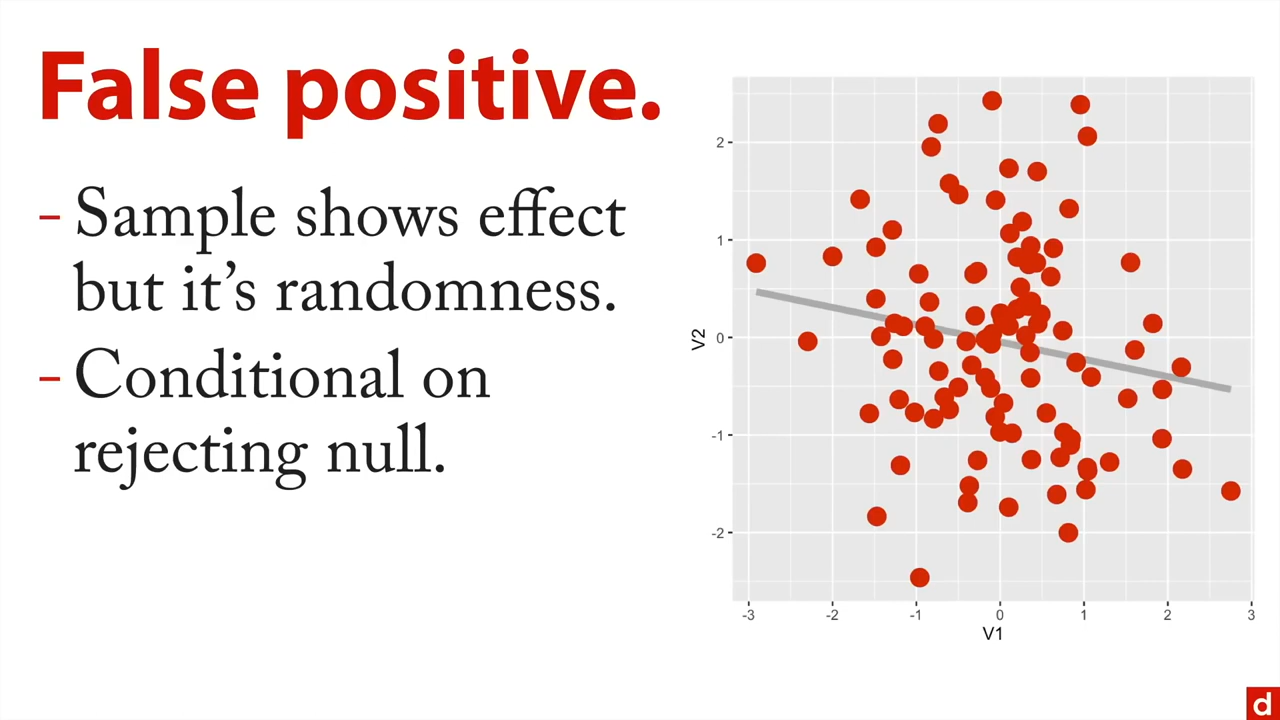 False positive.
– Sample shows effect
but it’s randomness.
– Conditional on
rejecting null.
2
1
0
-1
-2
V2
-3 -2 -1 0 1 2 3
V1
d